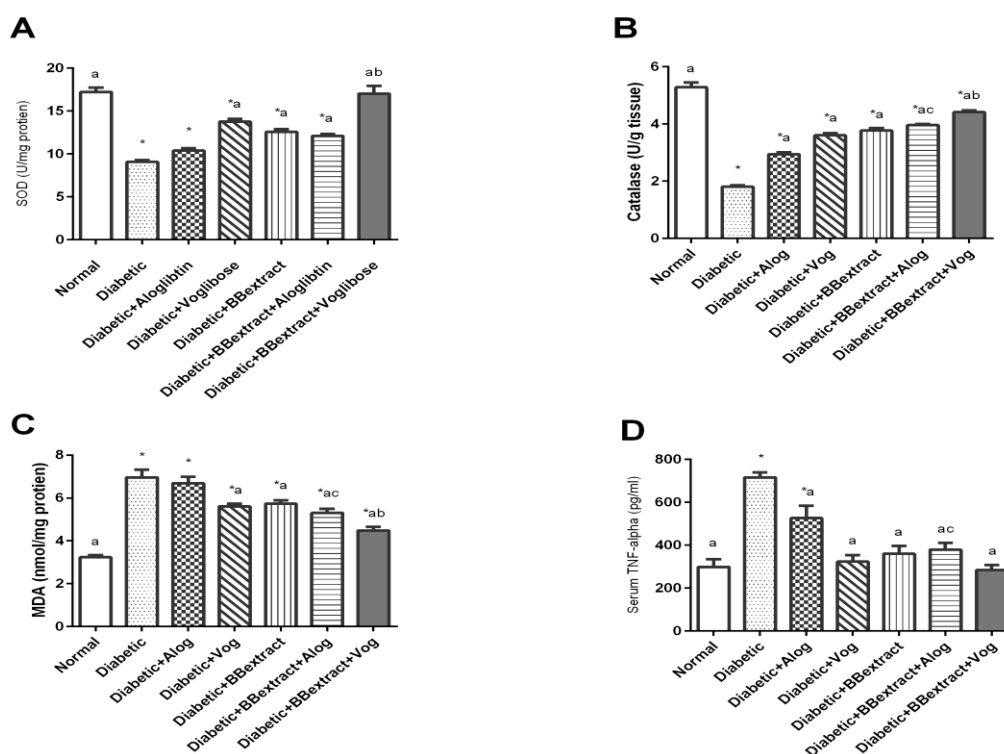 A
SOD (U/mg protien)
20
15
10
5
0
a
*
*
*a
*a
*a
ab
Normal
Diabetic
Diabetic+Alogliptin
Diabetic+Voglibose
Diabetic+BBextract
Diabetic+BBextract+Alogliptin
Diabetic+BBextract+Voglibose
B
Catalase (U/g tissue)
6
4
2
0
a
*
*a
*a
*a
*ac
*ab
Normal
Diabetic
Diabetic+Alog
Diabetic+Vog
Diabetic+BBextract
Diabetic+BBextract+Alog
Diabetic+BBextract+Vog
C
MDA (nmol/mg protien)
8
6
4
2
0
a
*
*
*a
*a
*ac
*ab
Normal
Diabetic
Diabetic+Alog
Diabetic+Vog
Diabetic+BBextract
Diabetic+BBextract+Alog
Diabetic+BBextract+Vog
D
Serum TNF-alpha (pg/ml)
800
600
400
200
0
a
*
*a
a
a
ac
a
Normal
Diabetic
Diabetic+Alog
Diabetic+Vog
Diabetic+BBextract
Diabetic+BBextract+Alog
Diabetic+BBextract+Vog